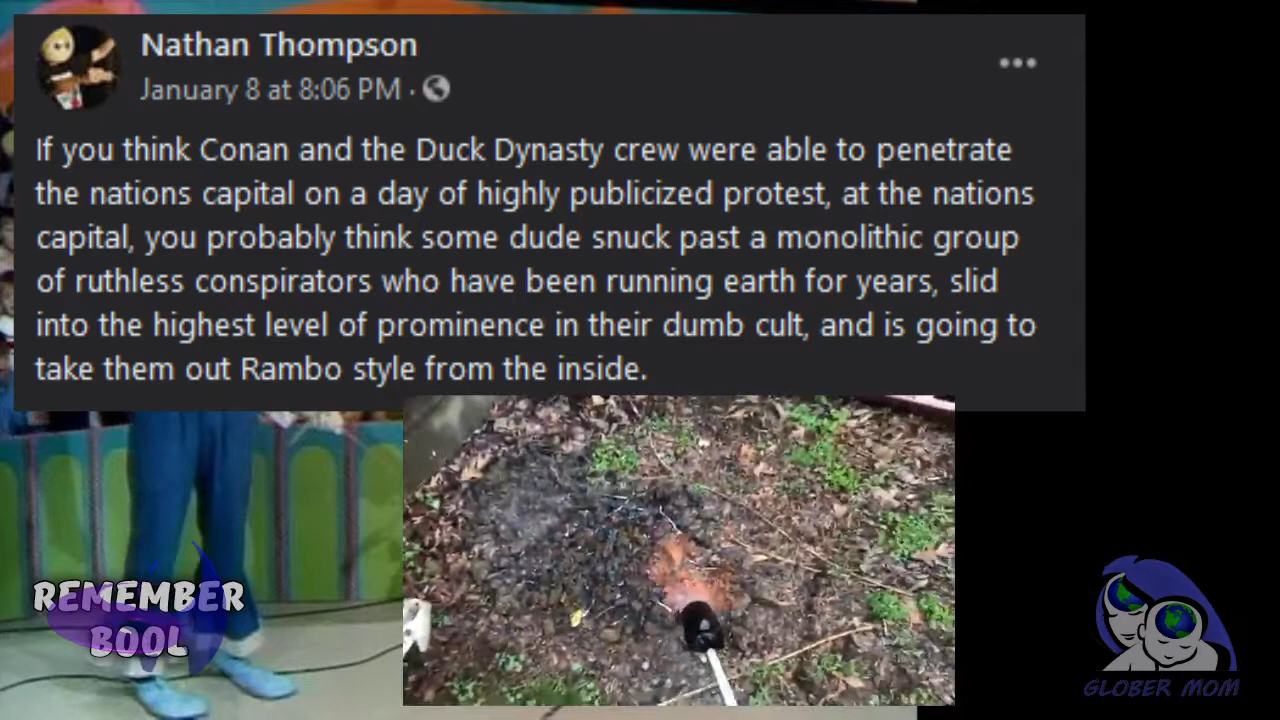 Nathan Thompson
January 8 at 8:06 PM ·
If you think Conan and the Duck Dynasty crew were able to penetrate
the nations capital on a day of highly publicized protest, at the nations
capital, you probably think some dude snuck past a monolithic group
of ruthless conspirators who have been running earth for years, slid
into the highest level of prominence in their dumb cult, and is going to
take them out Rambo style from the inside.
REMEMBER
BOOL
GLOBER MOM